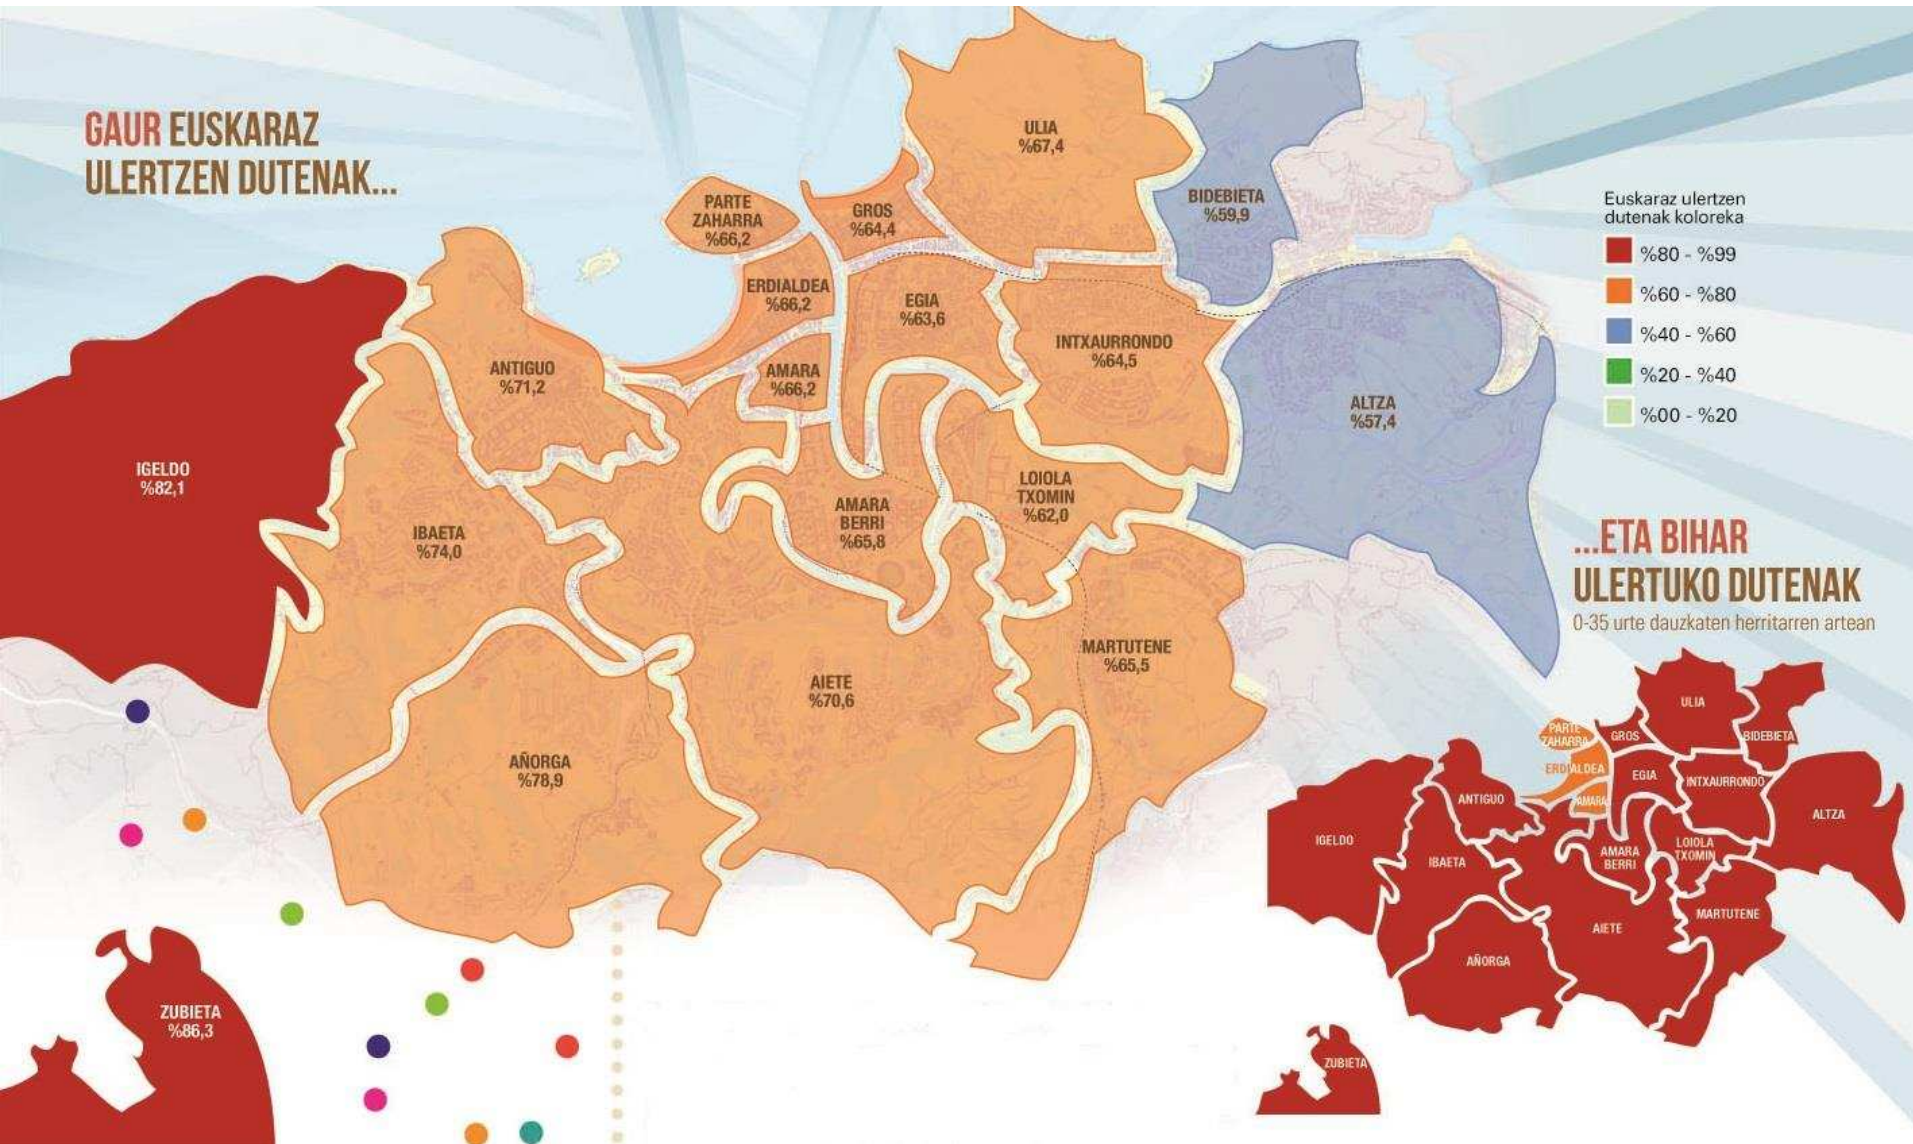 GAUR EUSKARAZ
ULERTZEN DUTENAK...
ULIA
%67,4
BIDEBIETA
%59,9
PARTE
ZAHARRA
%66,2
GROS
%64,4
ERDIALDEA
%66,2
EGIA
%63,6
INTXAURRONDO
%64,5
ANTIGUO
%71,2
AMARA
%66,2
ALTZA
%57,4
IGELDO
%82,1
IBAETA
%74,0
AMARA
BERRI
%65,8
LOIOLA
TXOMIN
%62,0
MARTUTENE
%65,5
AIETE
%70,6
AÑORGA
%78,9
ZUBIETA
%86,3
Euskaraz ulertzen
dutenak koloreka
%80 - %99
%60 - %80
%40 - %60
%20 - %40
%00 - %20
...ETA BIHAR
ULERTUKO DUTENAK
0-35 urte dauzkaten herritarren artean
ULIA
PARTE
ZAHARRA
GROS
BIDEBIETA
ERDIALDEA
EGIA
INTXAURRONDO
ANTIGUO
AMARA
ALTZA
IGELDO
IBAETA
AMARA
BERRI
LOIOLA
TXOMIN
MARTUTENE
AIETE
AÑORGA
ZUBIETA